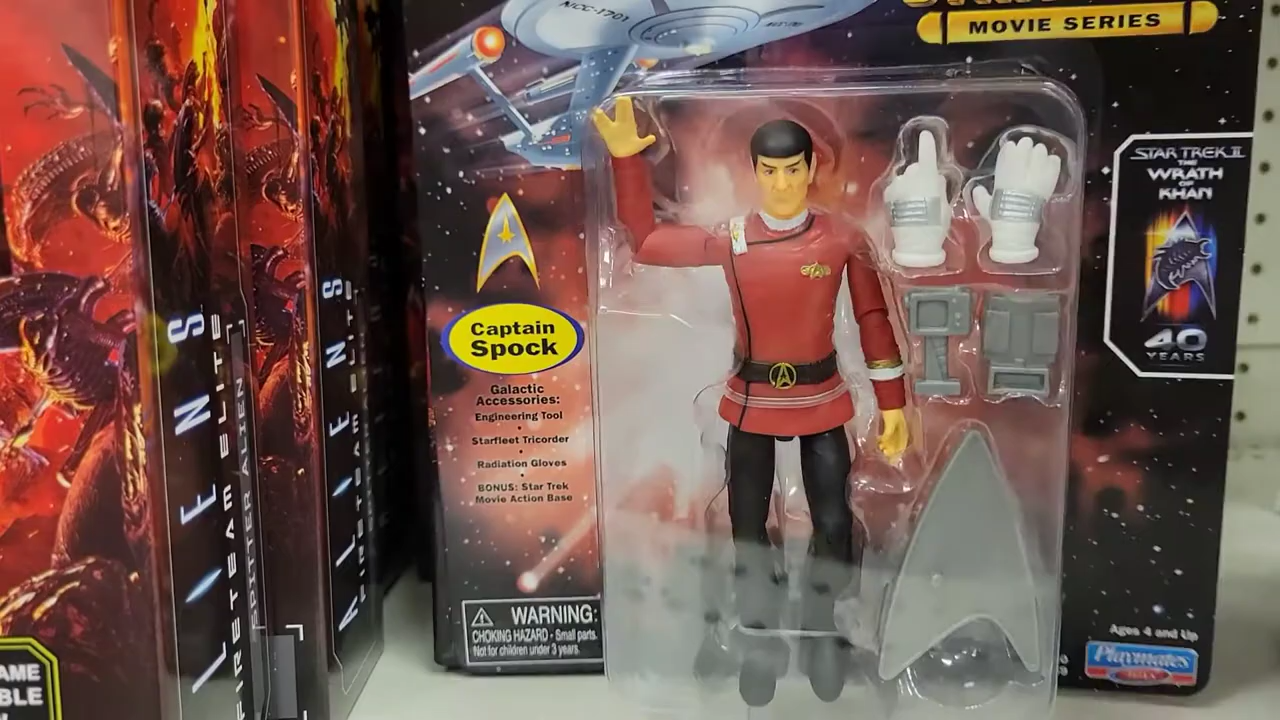 NCC-1701
MOVIE SERIES
STAR TREK II
THE
WRATH
OF
KHAN
40
YEARS
Captain
Spock
Galactic
Accessories:
Engineering Tool
•
Starfleet Tricorder
•
Radiation Gloves
•
BONUS: Star Trek
Movie Action Base
WARNING:
CHOKING HAZARD - Small parts.
Not for children under 3 years.
Ages 4 and Up
Playmates
TOYS
ALIENS
FIRETEAM ELITE
SPITTER ALIEN
ALIENS
FIRETEAM ELITE